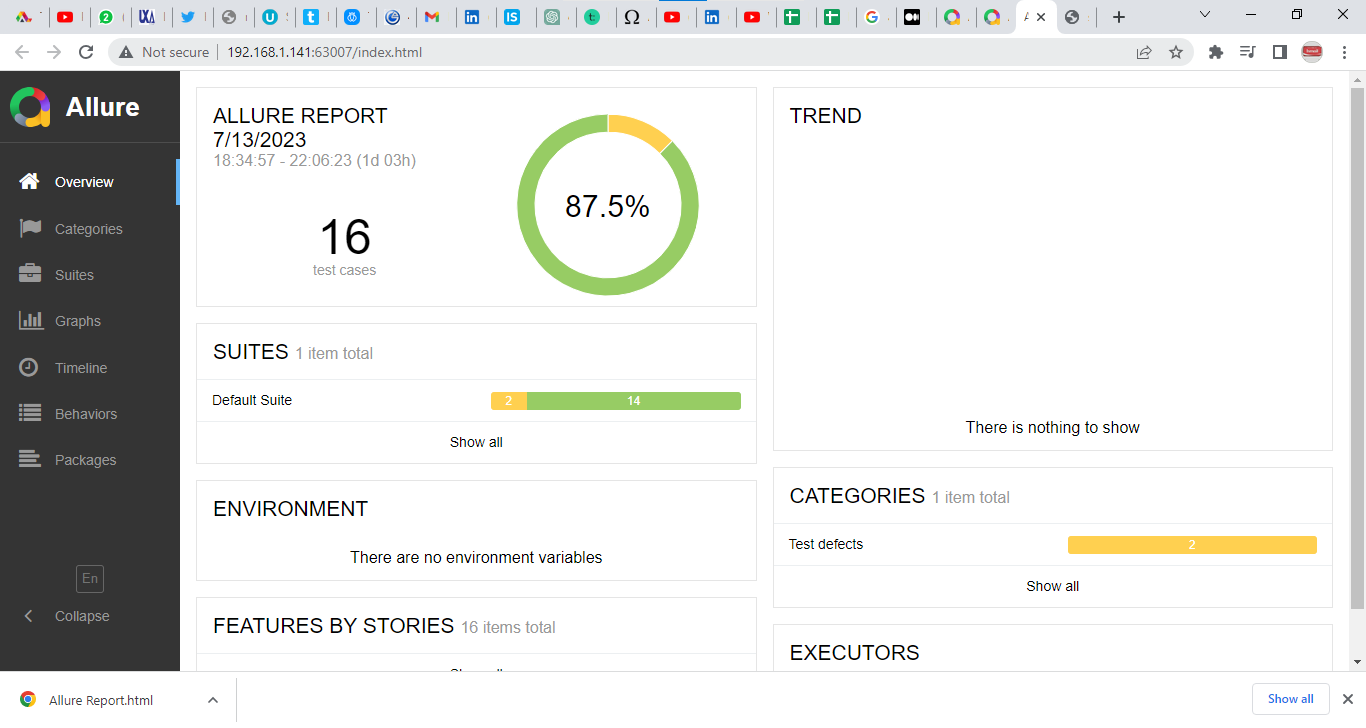 Not secure
192.168.1.141:63007/index.html
Allure
Overview
Categories
Suites
Graphs
Timeline
Behaviors
Packages
En
Collapse
ALLURE REPORT
7/13/2023
18:34:57 - 22:06:23 (1d 03h)
16
test cases
87.5%
SUITES 1 item total
Default Suite 2 14
Show all
ENVIRONMENT
There are no environment variables
FEATURES BY STORIES 16 items total
TREND
There is nothing to show
CATEGORIES 1 item total
Test defects 2
Show all
EXECUTORS
Allure Report.html
Show all